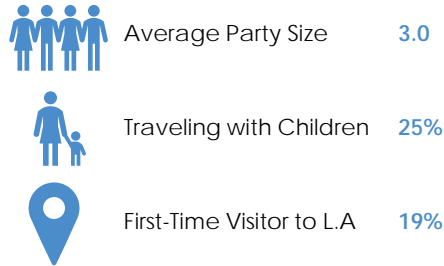 Average Party Size 3.0
Traveling with Children 25%
First-Time Visitor to L.A 19%